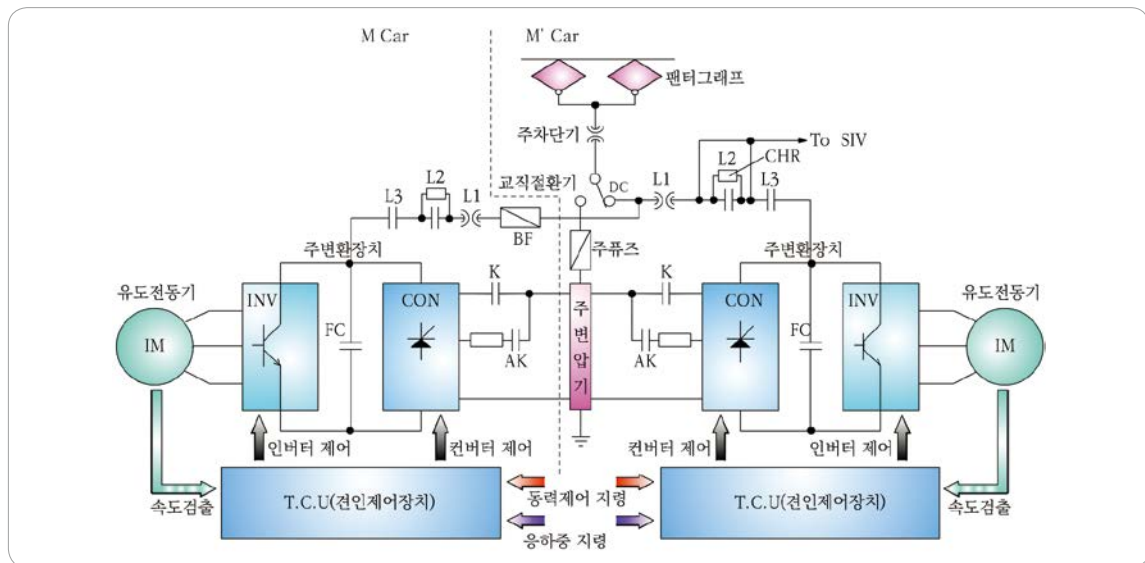 M Car
M' Car
팬터그래프
주차단기
To SIV
L2
CHR
교직절환기
DC
L1
L3
L3
L2
L1
BF
주퓨즈
주변환장치
주변환장치
유도전동기
INV
IM
FC
CON
K
AK
주변압기
K
AK
CON
FC
INV
유도전동기
IM
인버터 제어
컨버터 제어
컨버터 제어
인버터 제어
속도검출
T.C.U(견인제어장치)
동력제어 지령
응하중 지령
T.C.U(견인제어장치)
속도검출